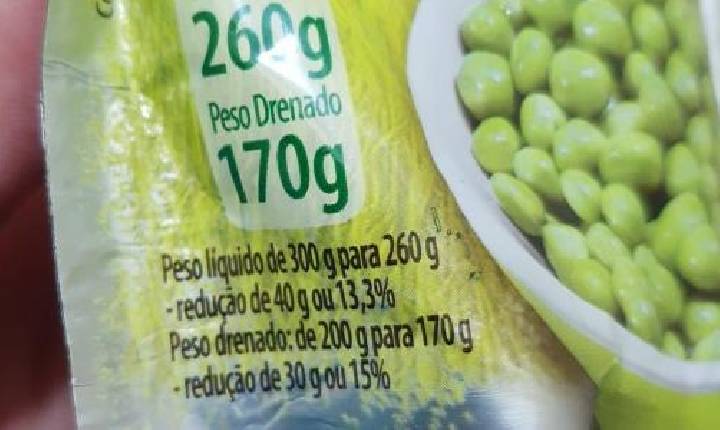 260g
Peso Drenado
170g
Peso líquido de 300 g para 260 g
- redução de 40 g ou 13,3%
Peso drenado: de 200 g para 170 g
- redução de 30 g ou 15%